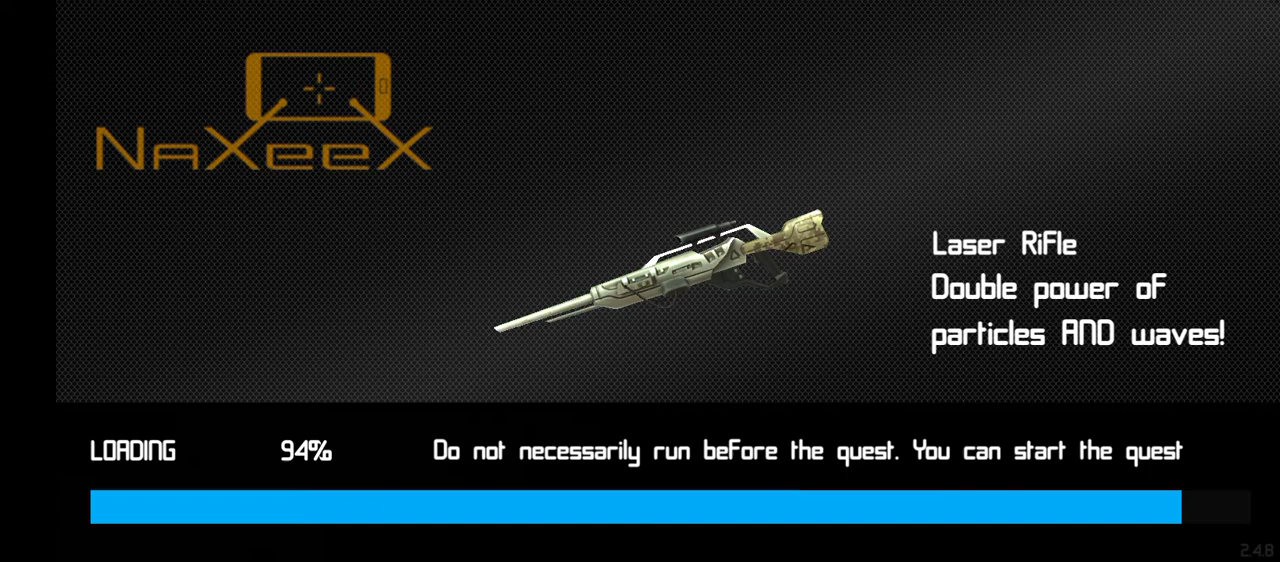 NaXeeX
Laser Rifle
Double power of
particles AND waves!
LOADING 94% Do not necessarily run before the quest. You can start the quest
2.4.8